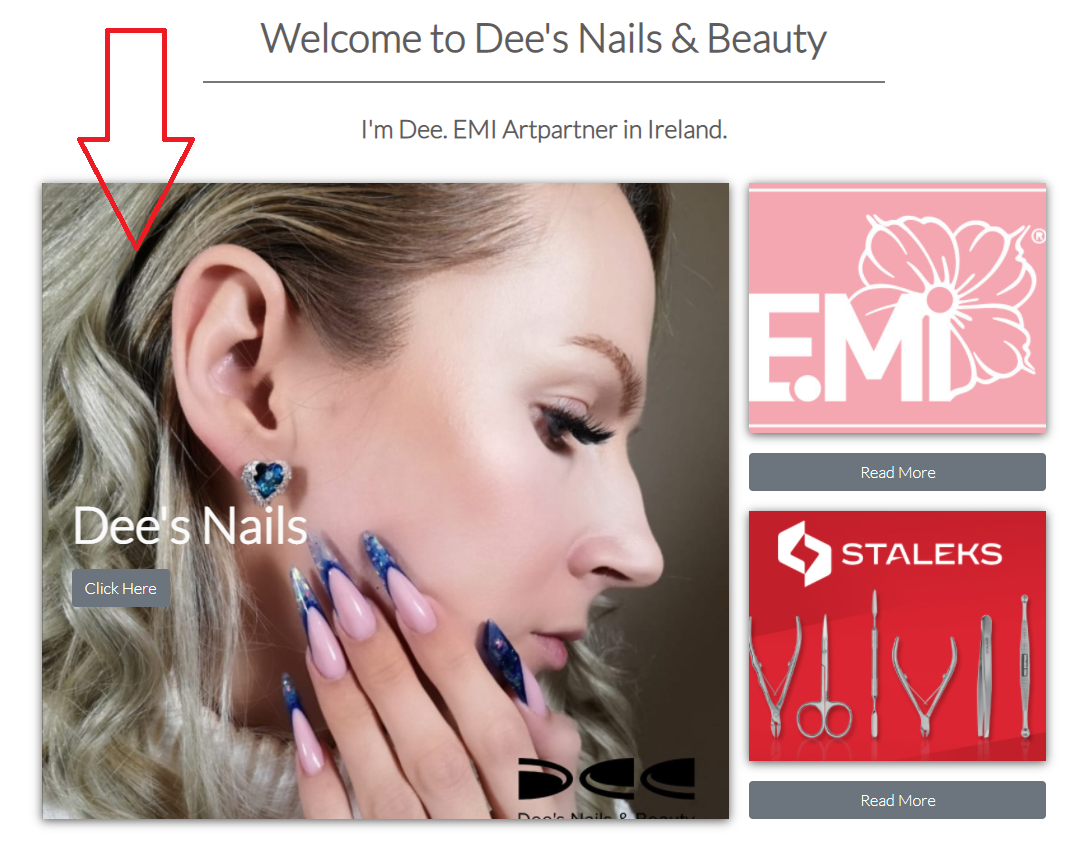 Welcome to Dee's Nails & Beauty
I'm Dee. EMI Artpartner in Ireland.
Dee's Nails
Click Here
DEE
Dee's Nails & Beauty
E.MI
®
Read More
STALEKS
Read More